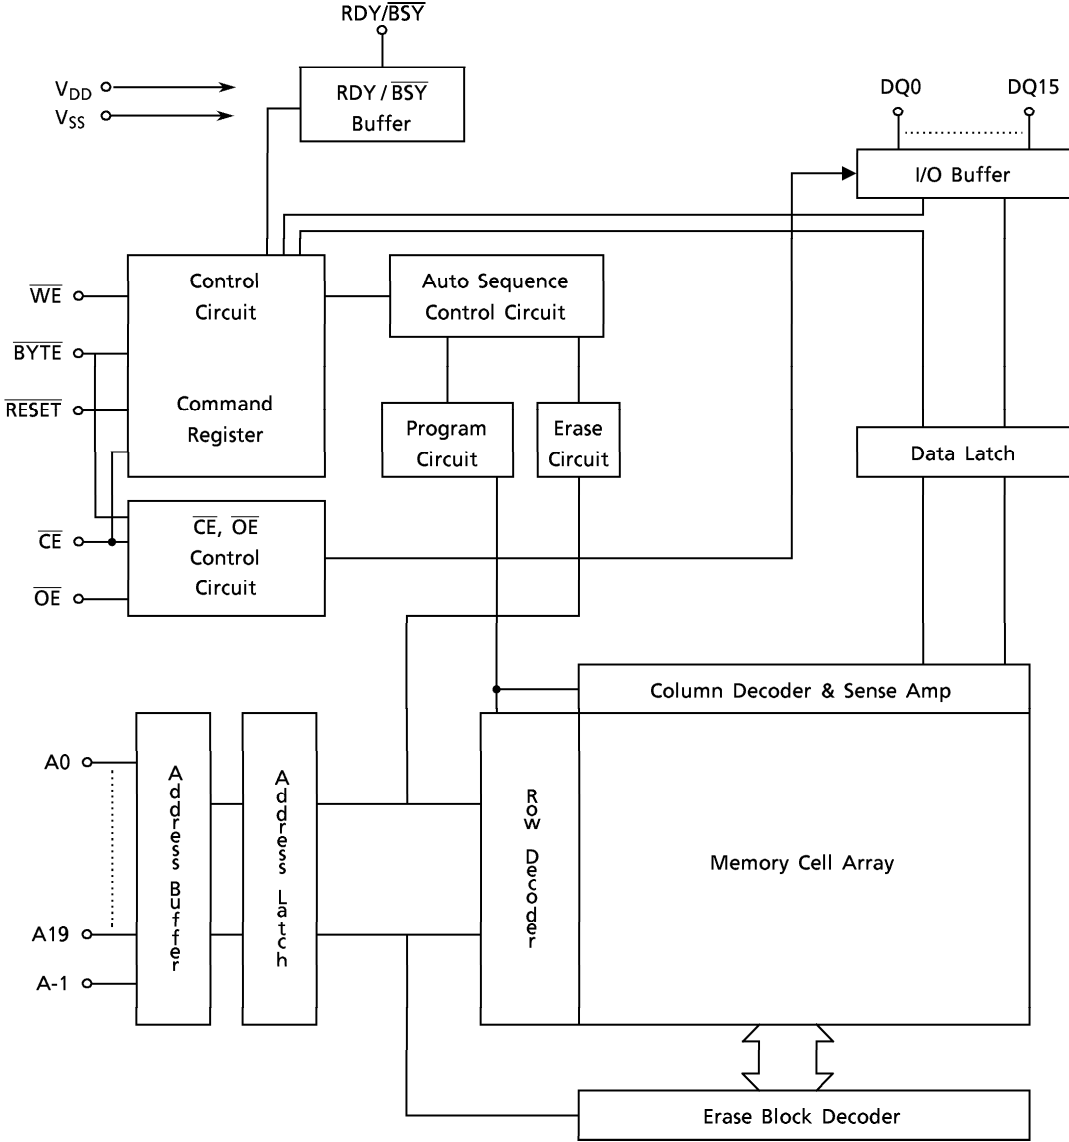 RDY/BSY
VDD
VSS
RDY / BSY
Buffer
DQ0
DQ15
I/O Buffer
WE
BYTE
RESET
Control
Circuit
Command
Register
Auto Sequence
Control Circuit
Program
Circuit
Erase
Circuit
Data Latch
CE
OE
CE, OE
Control
Circuit
Column Decoder & Sense Amp
A0
A19
A-1
Address Buffer
Address Latch
Row Decoder
Memory Cell Array
Erase Block Decoder